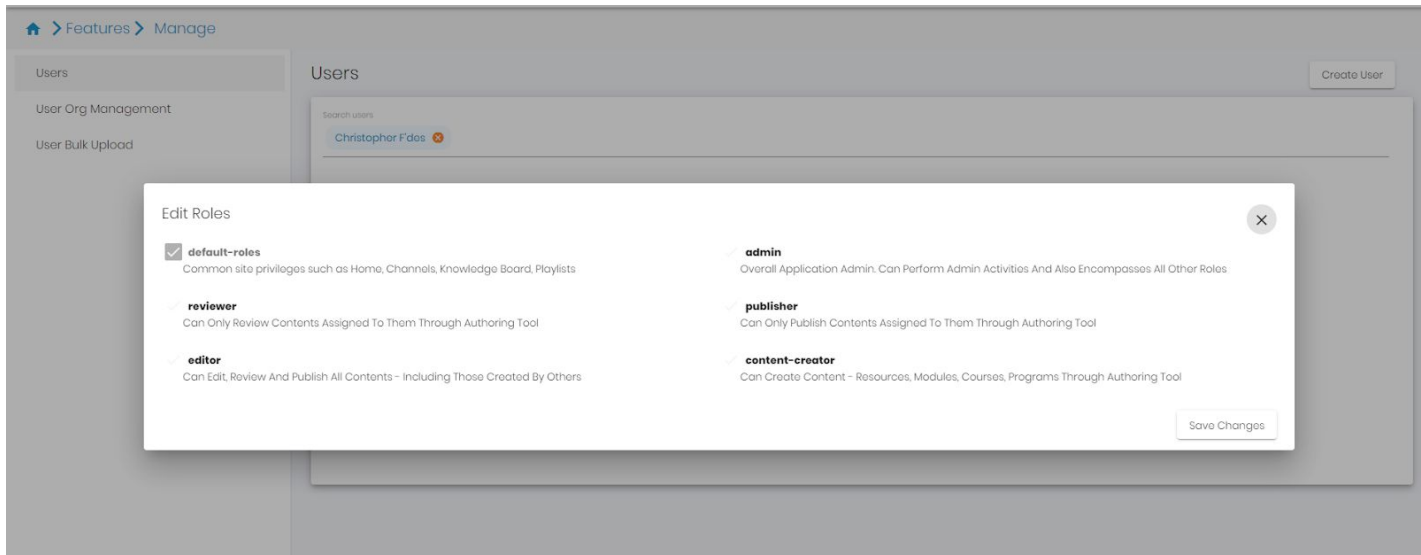 Features Manage
Users
User Org Management
User Bulk Upload
Users
Create User
Search users
Christopher F'des
Edit Roles
default-roles
Common site privileges such as Home, Channels, Knowledge Board, Playlists
admin
Overall Application Admin. Can Perform Admin Activities And Also Encompasses All Other Roles
reviewer
Can Only Review Contents Assigned To Them Through Authoring Tool
publisher
Can Only Publish Contents Assigned To Them Through Authoring Tool
editor
Can Edit, Review And Publish All Contents - Including Those Created By Others
content-creator
Can Create Content - Resources, Modules, Courses, Programs Through Authoring Tool
Save Changes